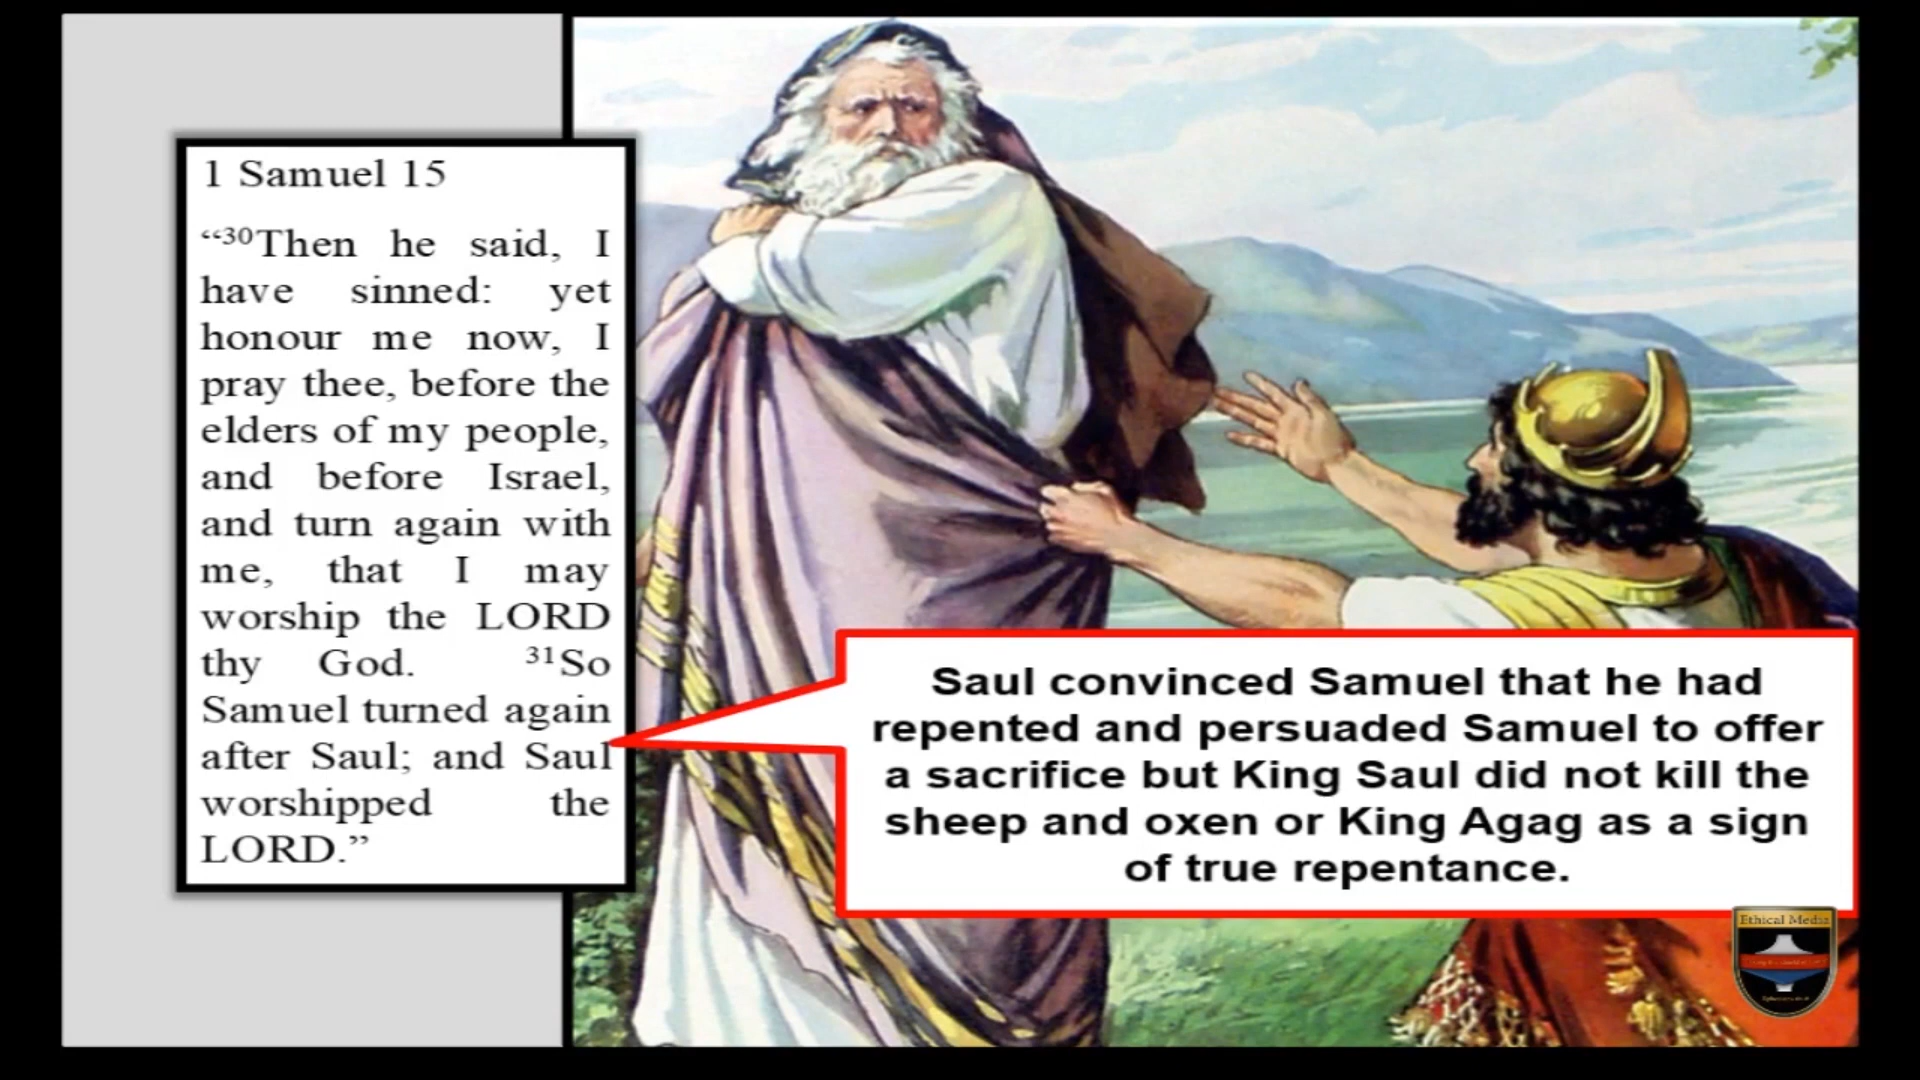 1 Samuel 15
“³⁰Then he said, I
have sinned: yet
honour me now, I
pray thee, before the
elders of my people,
and before Israel,
and turn again with
me, that I may
worship the LORD
thy God. ³¹So
Samuel turned again
after Saul; and Saul
worshipped the
LORD.”
Saul convinced Samuel that he had
repented and persuaded Samuel to offer
a sacrifice but King Saul did not kill the
sheep and oxen or King Agag as a sign
of true repentance.
Ethical Media